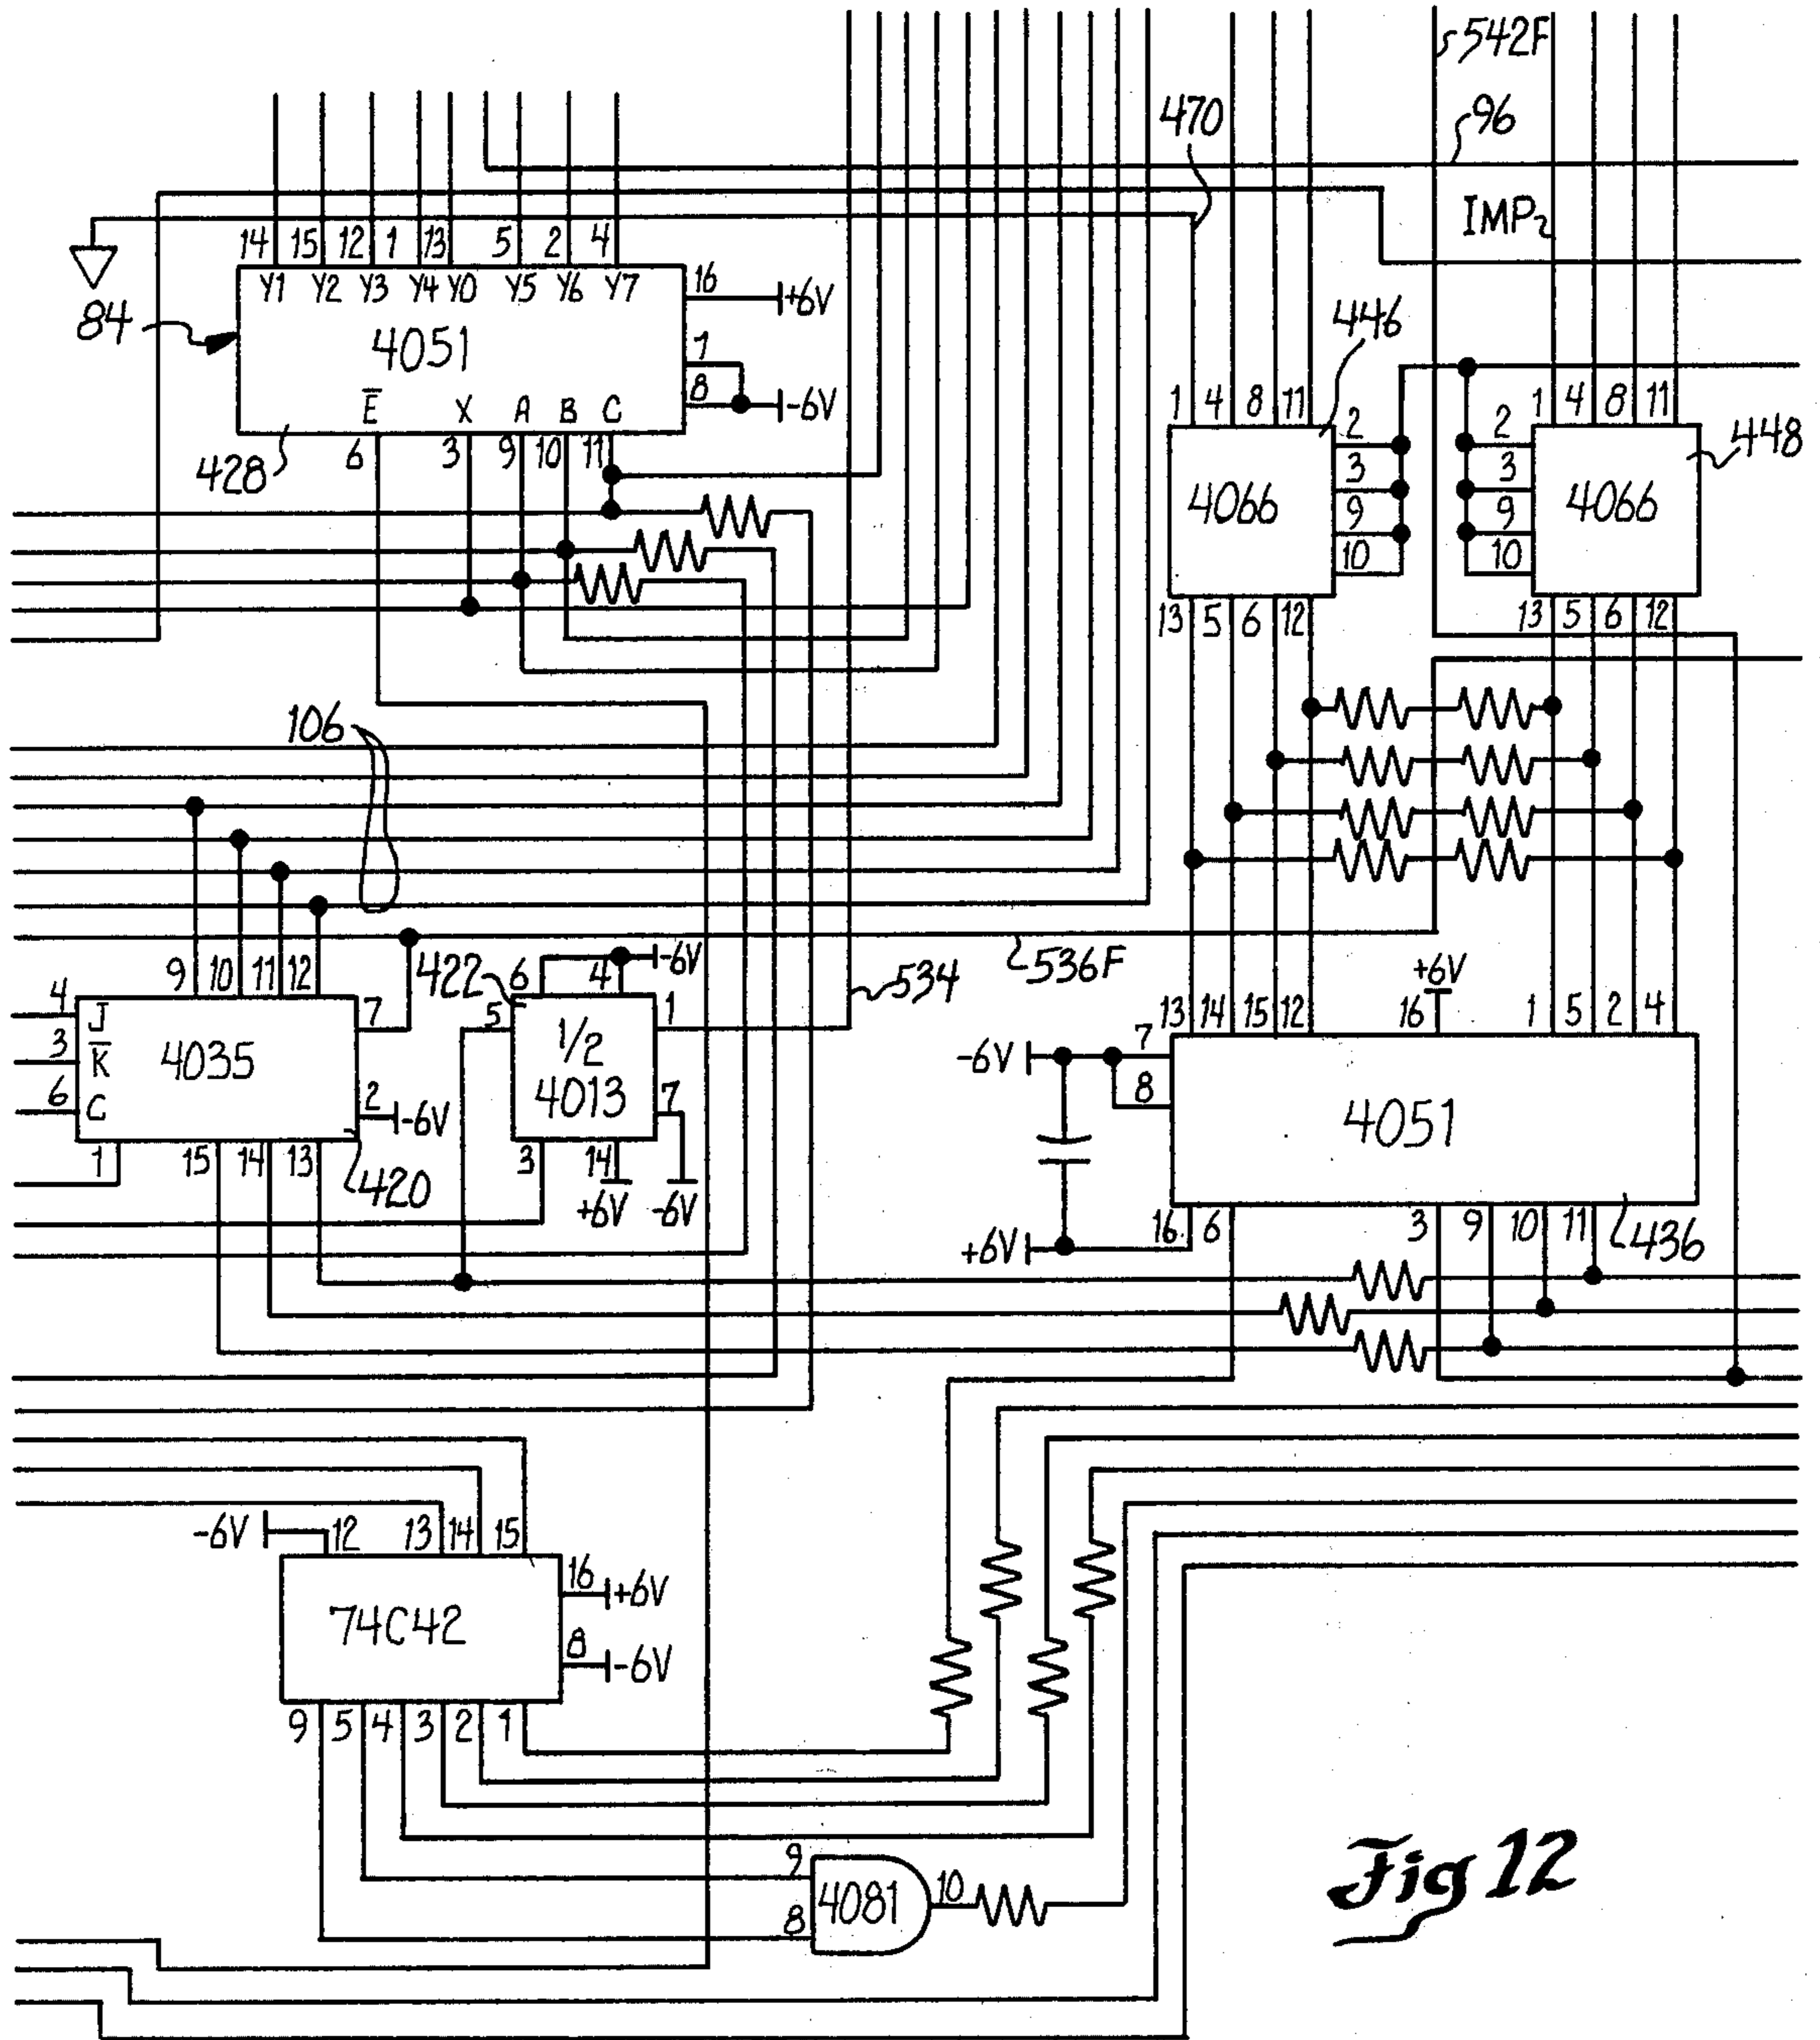 542F
470
96
IMP2
14 15 12 1 13 5 2 4
Y1 Y2 Y3 Y4 Y0 Y5 Y6 Y7
16 +6V
84
4051
7
8 -6V
E̅ X A B C
6 3 9 10 11
428
446
1 4 8 11
2
3
9
10
4066
13 5 6 12
1 4 8 11
2
3
9
10
4066
448
13 5 6 12
106
536F
534
9 10 11 12
4 J
3 K̅
6 C
4035
7
2 -6V
1 15 14 13
420
422
6 4 -6V
5
1/2
4013
1
7
3 14
+6V -6V
+6V
13 14 15 12 16 1 5 2 4
-6V 7
8
4051
+6V 16 6 3 9 10 11
436
-6V 12 13 14 15
74C42
16 +6V
8 -6V
9 5 4 3 2 1
9
8
4081
10
Fig 12